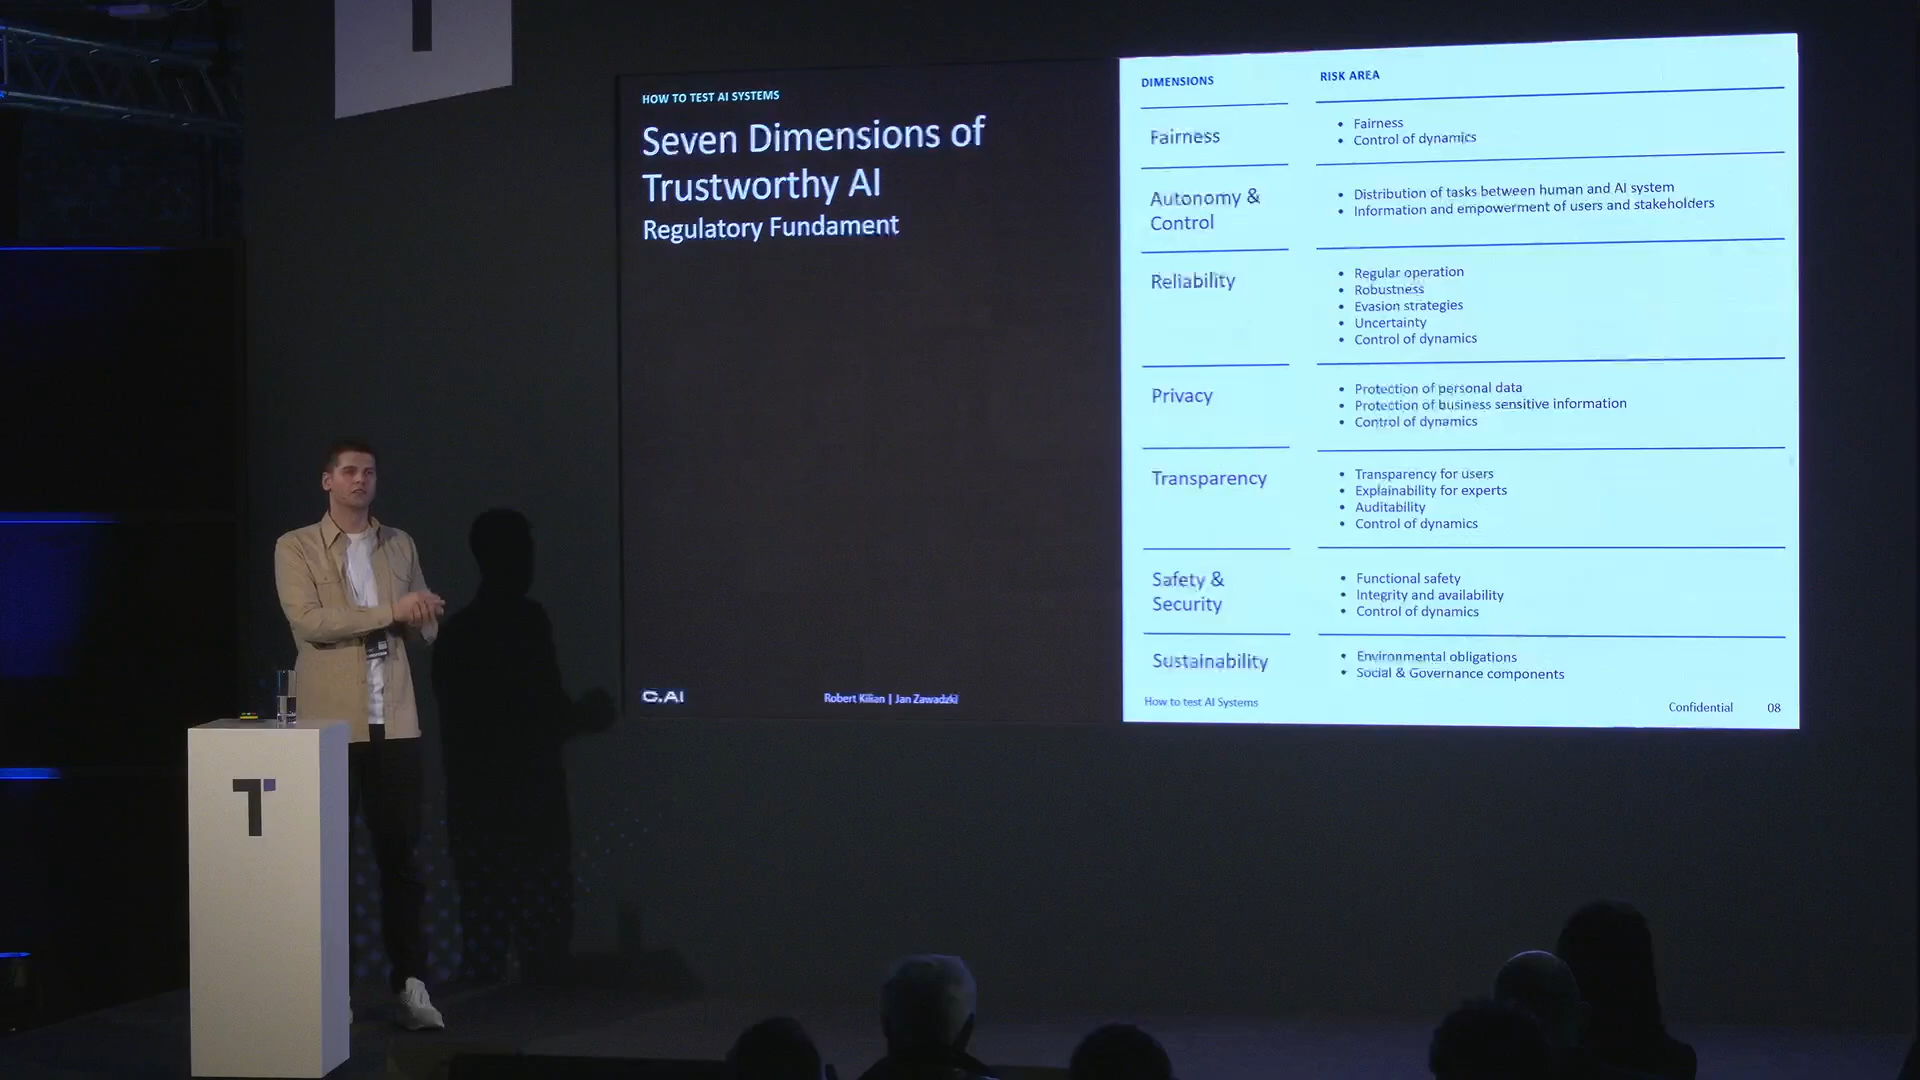 HOW TO TEST AI SYSTEMS
Seven Dimensions of
Trustworthy AI
Regulatory Fundament
C.AI
Robert Kilian | Jan Zawadzki
DIMENSIONS
RISK AREA
Fairness
• Fairness
• Control of dynamics
Autonomy &
Control
• Distribution of tasks between human and AI system
• Information and empowerment of users and stakeholders
Reliability
• Regular operation
• Robustness
• Evasion strategies
• Uncertainty
• Control of dynamics
Privacy
• Protection of personal data
• Protection of business sensitive information
• Control of dynamics
Transparency
• Transparency for users
• Explainability for experts
• Auditability
• Control of dynamics
Safety &
Security
• Functional safety
• Integrity and availability
• Control of dynamics
Sustainability
• Environmental obligations
• Social & Governance components
How to test AI Systems
Confidential 08
T